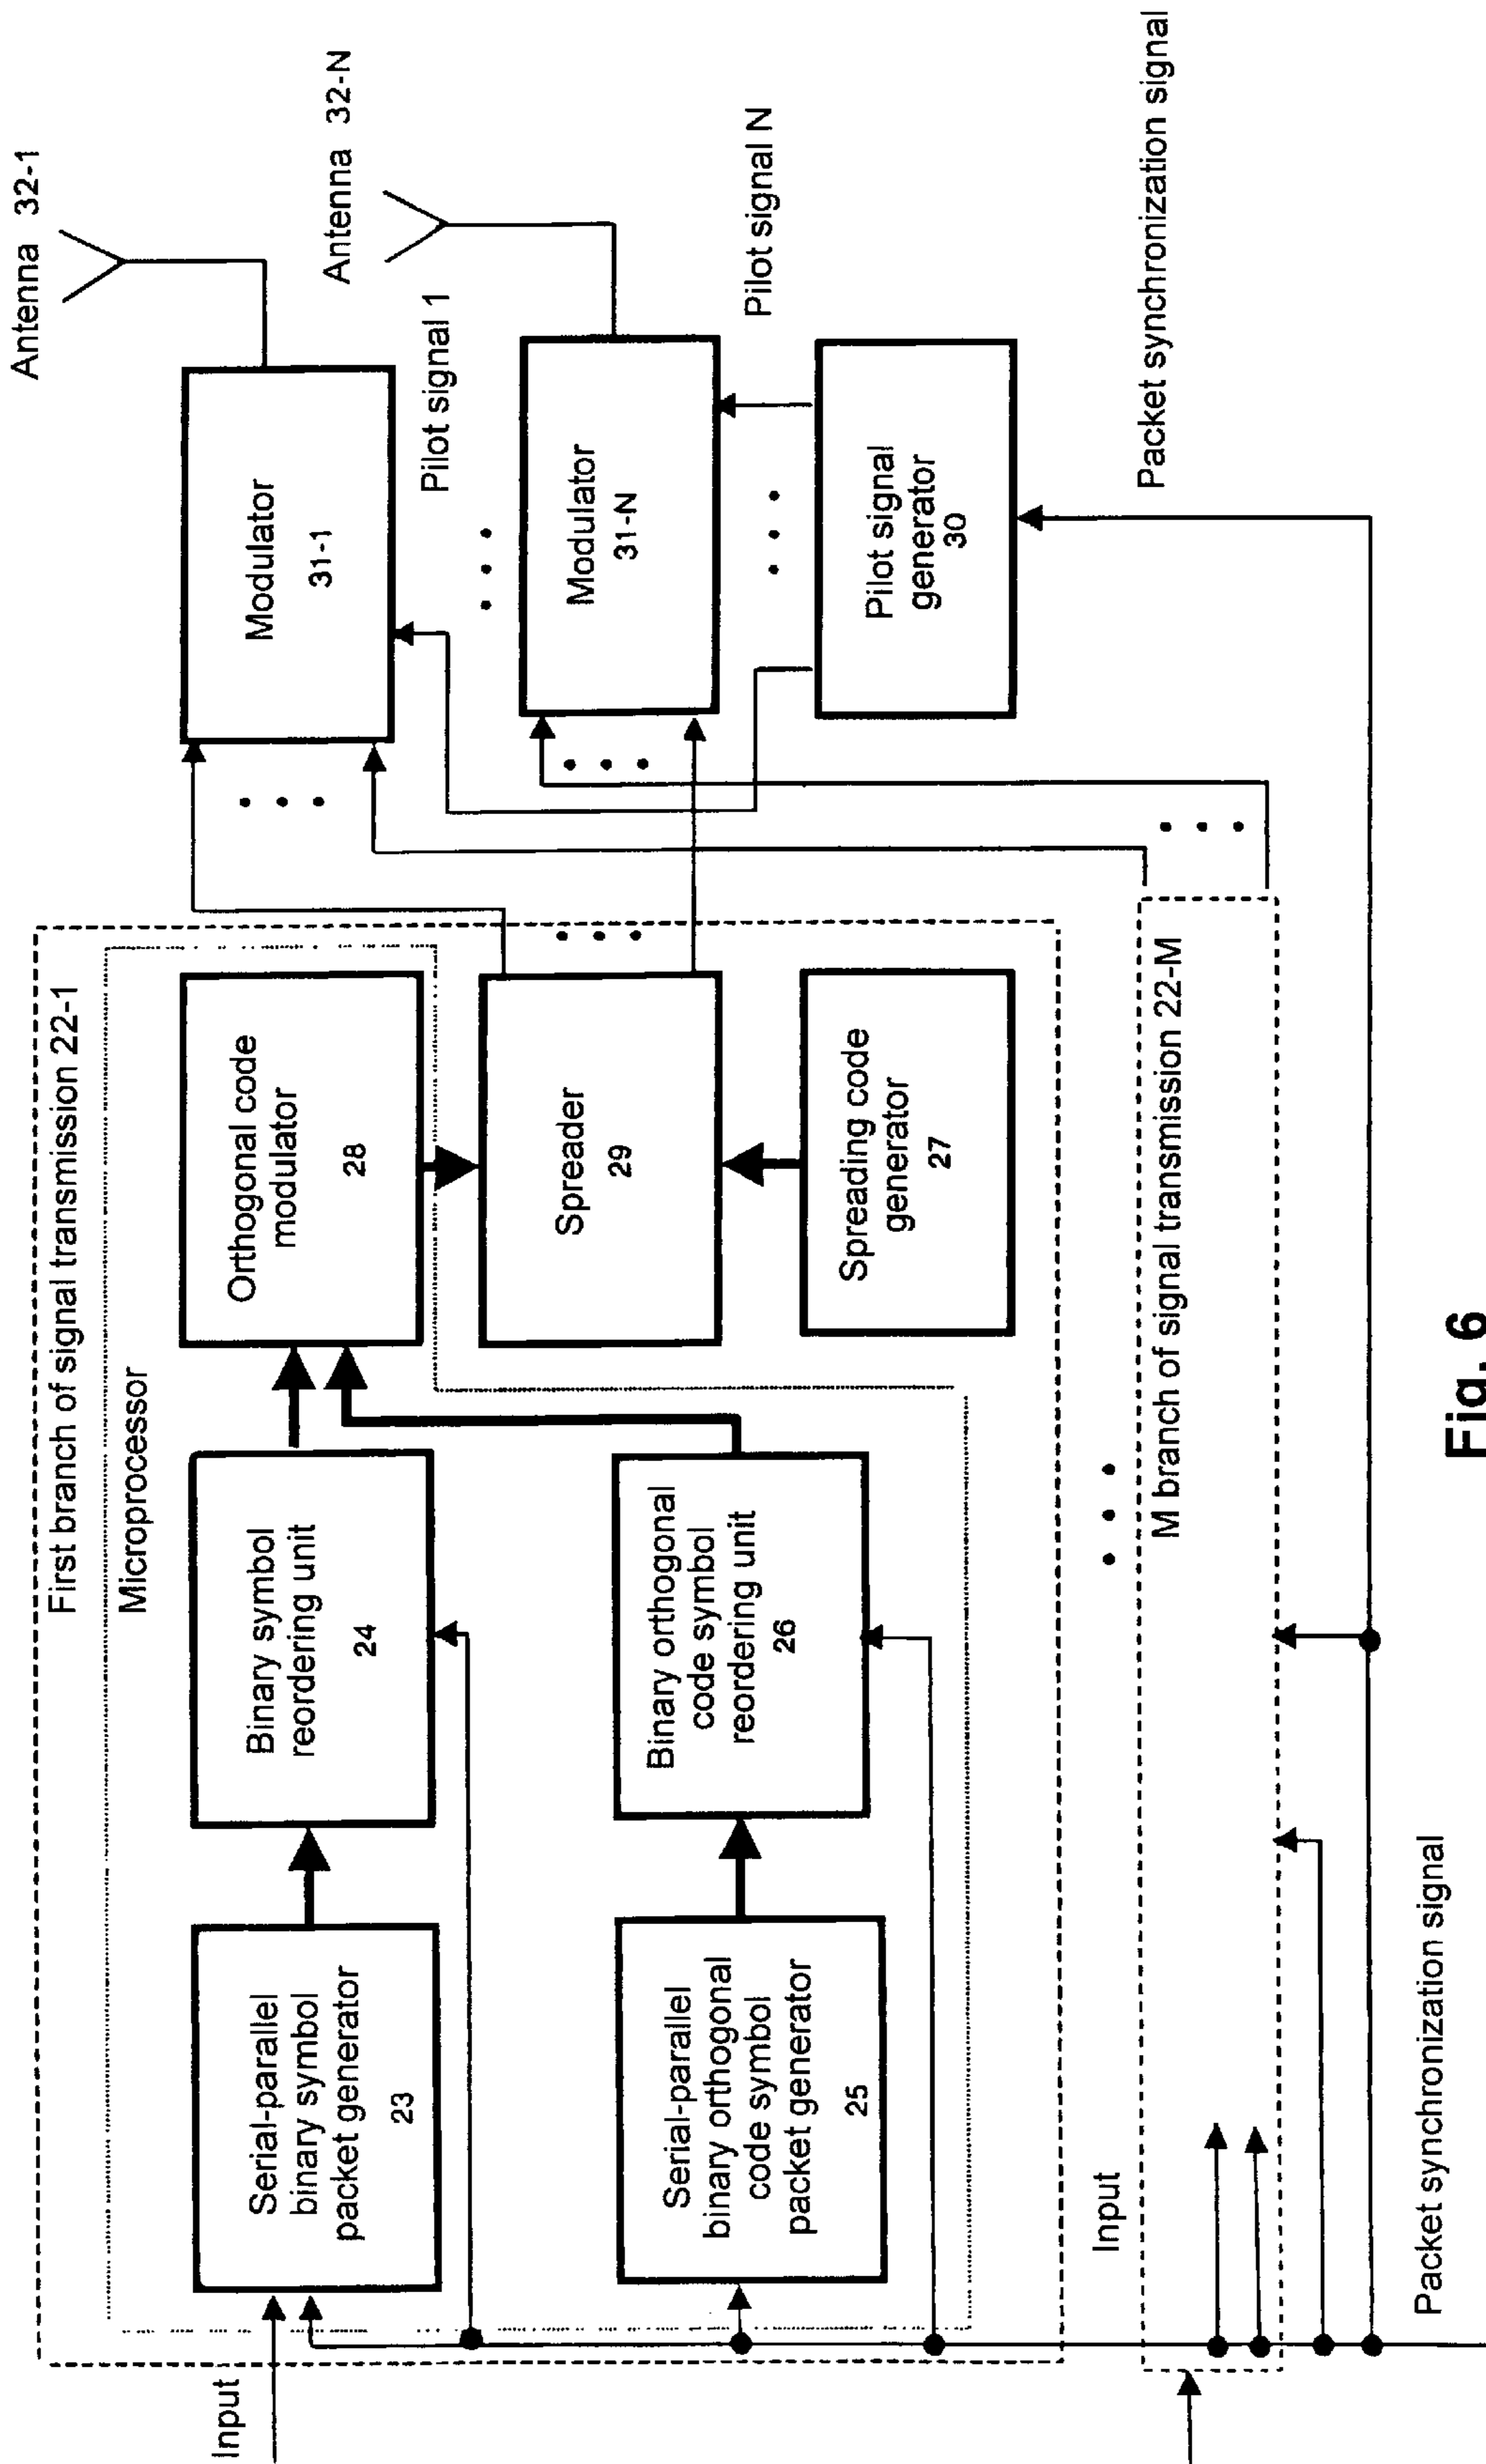 First branch of signal transmission 22-1
Microprocessor
Input
Serial-parallel
binary symbol
packet generator
23
Binary symbol
reordering unit
24
Orthogonal code
modulator
28
Serial-parallel
binary orthogonal
code symbol
packet generator
25
Binary orthogonal
code symbol
reordering unit
26
Spreader
29
Spreading code
generator
27
Antenna 32-1
Modulator
31-1
Pilot signal 1
Antenna 32-N
Modulator
31-N
Pilot signal N
Pilot signal
generator
30
Input
M branch of signal transmission 22-M
Packet synchronization signal
Packet synchronization signal
Fig. 6